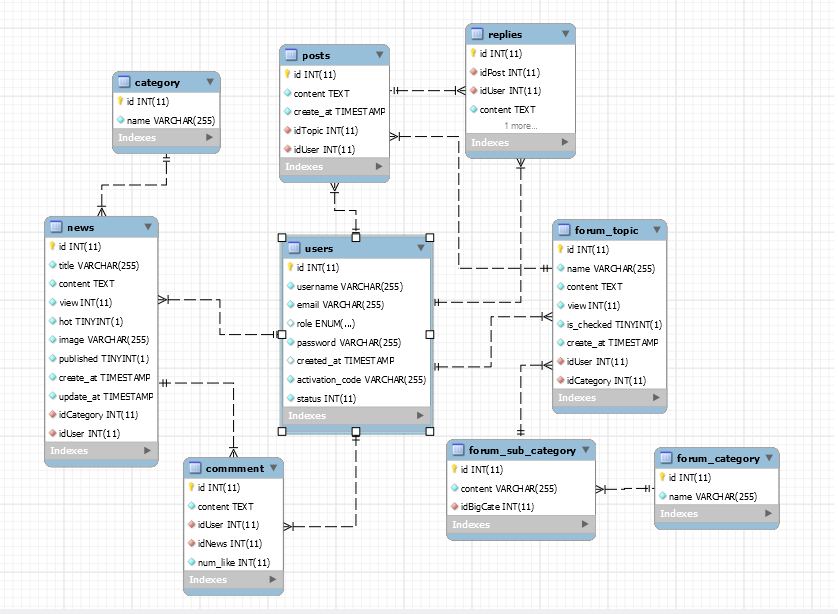 category
id INT(11)
name VARCHAR(255)
Indexes
posts
id INT(11)
content TEXT
create_at TIMESTAMP
idTopic INT(11)
idUser INT(11)
Indexes
replies
id INT(11)
idPost INT(11)
idUser INT(11)
content TEXT
1 more...
Indexes
news
id INT(11)
title VARCHAR(255)
content TEXT
view INT(11)
hot TINYINT(1)
image VARCHAR(255)
published TINYINT(1)
create_at TIMESTAMP
update_at TIMESTAMP
idCategory INT(11)
idUser INT(11)
Indexes
users
id INT(11)
username VARCHAR(255)
email VARCHAR(255)
role ENUM(...)
password VARCHAR(255)
created_at TIMESTAMP
activation_code VARCHAR(255)
status INT(11)
Indexes
forum_topic
id INT(11)
name VARCHAR(255)
content TEXT
view INT(11)
is_checked TINYINT(1)
create_at TIMESTAMP
idUser INT(11)
idCategory INT(11)
Indexes
commment
id INT(11)
content TEXT
idUser INT(11)
idNews INT(11)
num_like INT(11)
Indexes
forum_sub_category
id INT(11)
content VARCHAR(255)
idBigCate INT(11)
Indexes
forum_category
id INT(11)
name VARCHAR(255)
Indexes